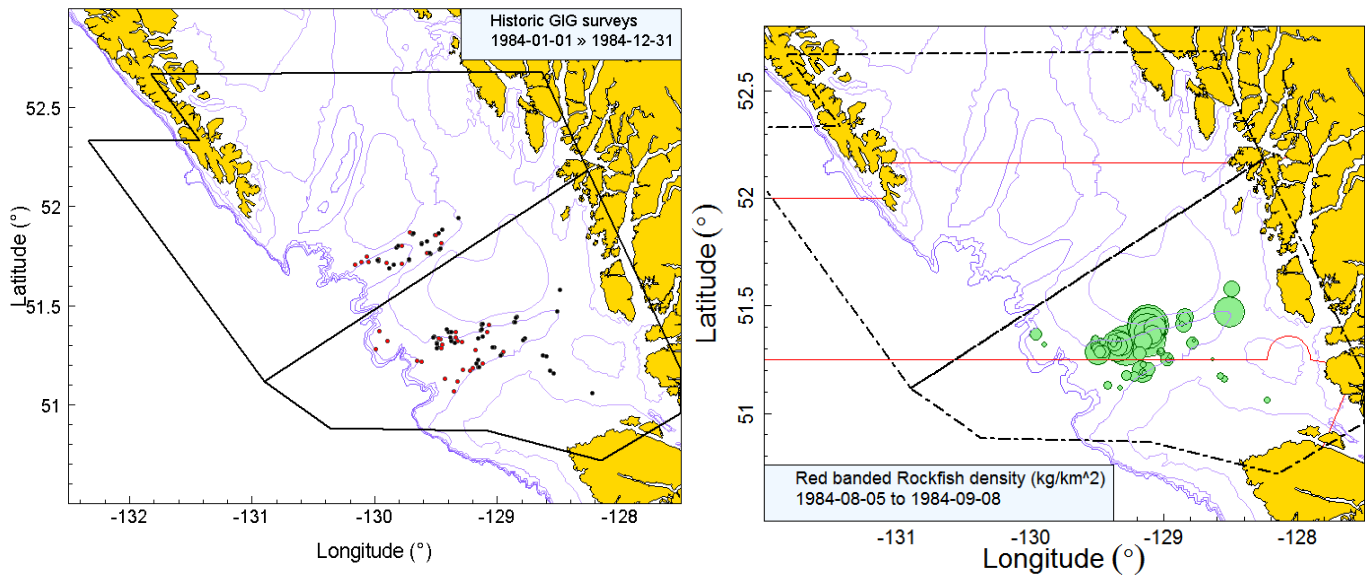 Historic GIG surveys
1984-01-01 » 1984-12-31
52.5
52
51.5
51
Latitude (°)
-132
-131
-130
-129
-128
Longitude (°)
52.5
52
51.5
51
Latitude (°)
Red banded Rockfish density (kg/km^2)
1984-08-05 to 1984-09-08
-131
-130
-129
-128
Longitude (°)